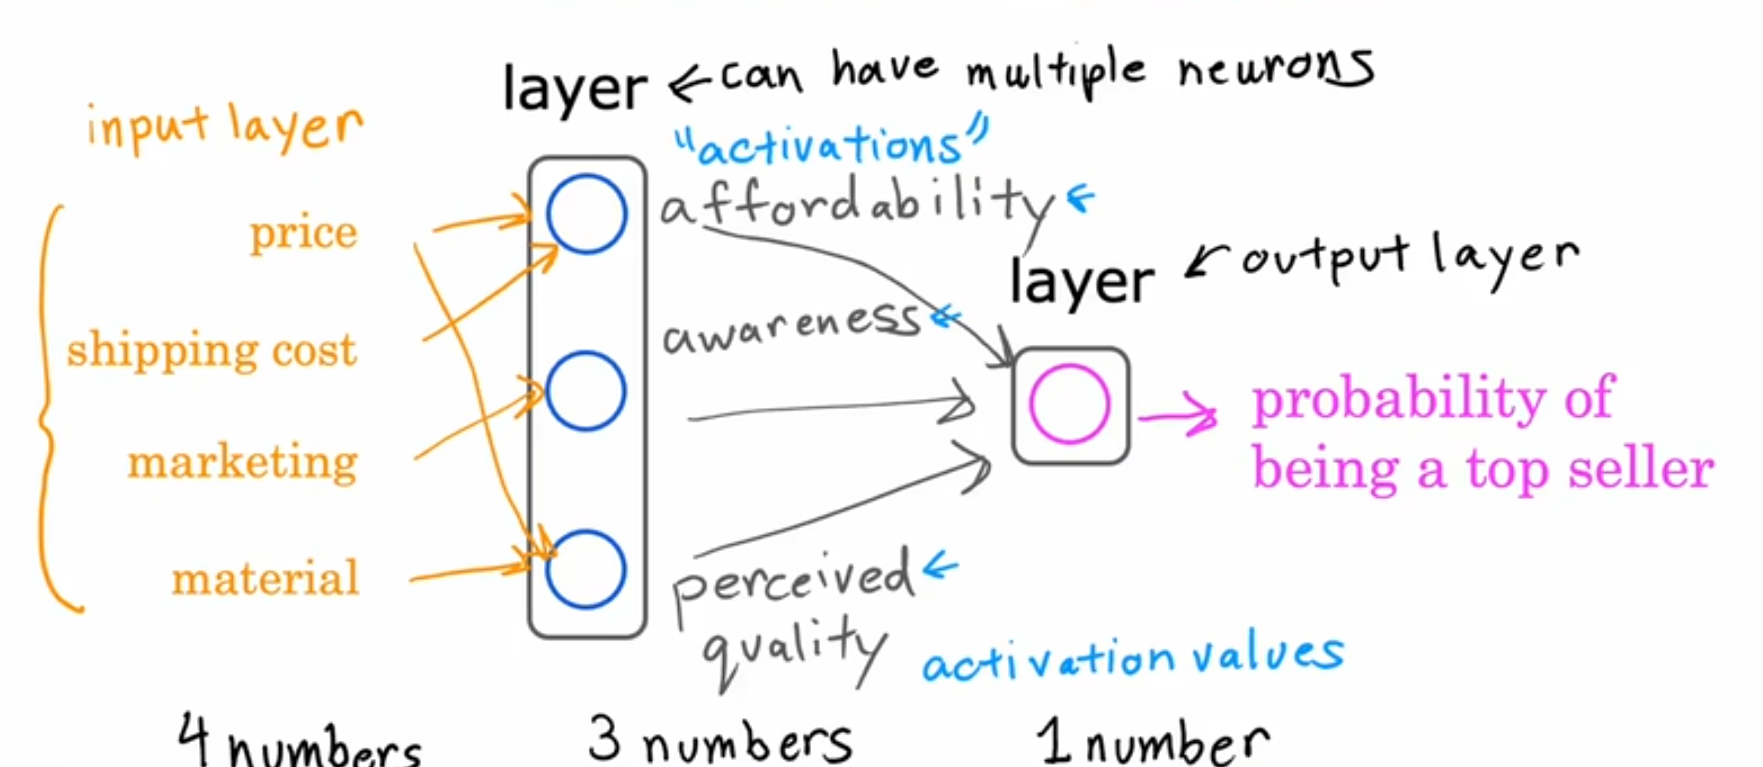 layer ←can have multiple neurons
input layer
"activations"
affordability
price
layer
output layer
awareness
shipping cost
probability of
being a top seller
marketing
material
perceived
quality
activation values
4 numbers
3 numbers
1 number